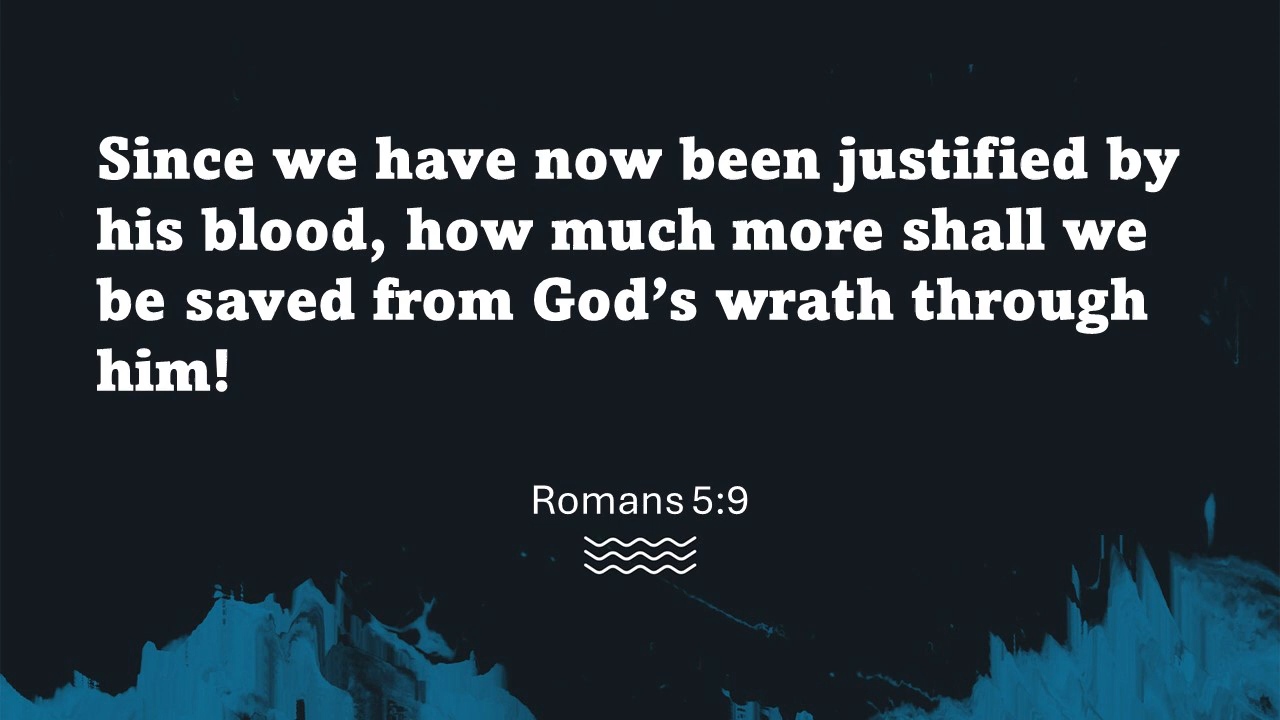 Since we have now been justified by
his blood, how much more shall we
be saved from God’s wrath through
him!
Romans 5:9